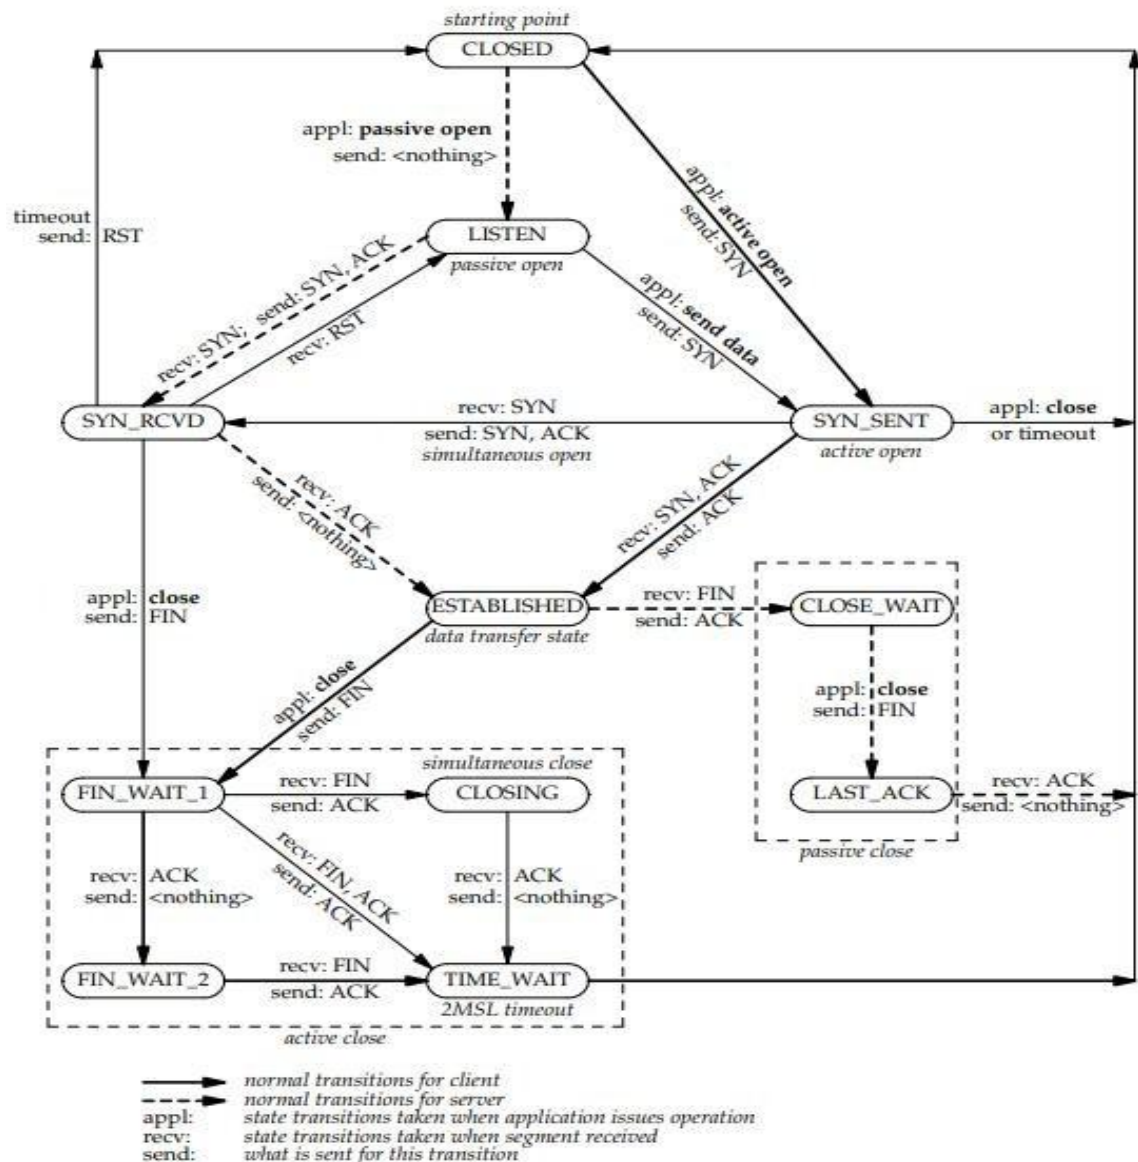 starting point
CLOSED
appl: passive open
send: <nothing>
appl: active open
send: SYN
timeout
send: RST
LISTEN
passive open
recv: SYN; send: SYN, ACK
recv: RST
appl: send data
send: SYN
SYN_RCVD
recv: SYN
send: SYN, ACK
simultaneous open
SYN_SENT
active open
appl: close
or timeout
recv: ACK
send: <nothing>
recv: SYN, ACK
send: ACK
appl: close
send: FIN
ESTABLISHED
data transfer state
recv: FIN
send: ACK
CLOSE_WAIT
appl: close
send: FIN
appl: close
send: FIN
FIN_WAIT_1
recv: FIN
send: ACK
simultaneous close
CLOSING
LAST_ACK
recv: ACK
send: <nothing>
passive close
recv: ACK
send: <nothing>
recv: FIN, ACK
send: ACK
recv: ACK
send: <nothing>
FIN_WAIT_2
recv: FIN
send: ACK
TIME_WAIT
2MSL timeout
active close
normal transitions for client
normal transitions for server
appl: state transitions taken when application issues operation
recv: state transitions taken when segment received
send: what is sent for this transition